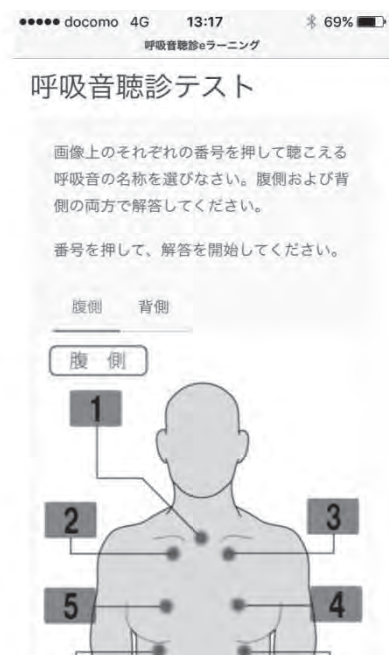 ●●●●● docomo 4G 13:17 69%
呼吸音聴診eラーニング
呼吸音聴診テスト
画像上のそれぞれの番号を押して聴こえる
呼吸音の名称を選びなさい。腹側および背
側の両方で解答してください。
番号を押して、解答を開始してください。
腹側 背側
腹 側
1
2 3
5 4